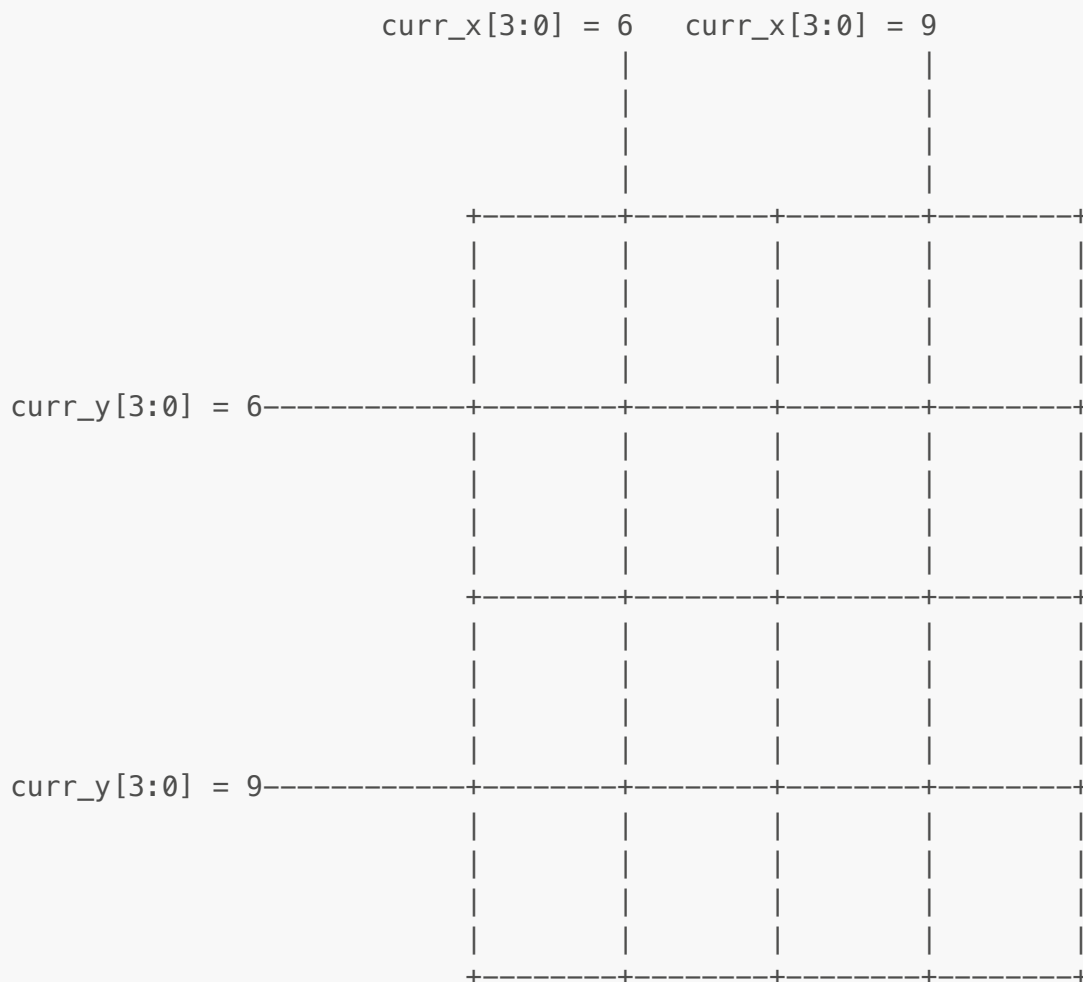 curr_x[3:0] = 6 curr_x[3:0] = 9
curr_y[3:0] = 6
curr_y[3:0] = 9